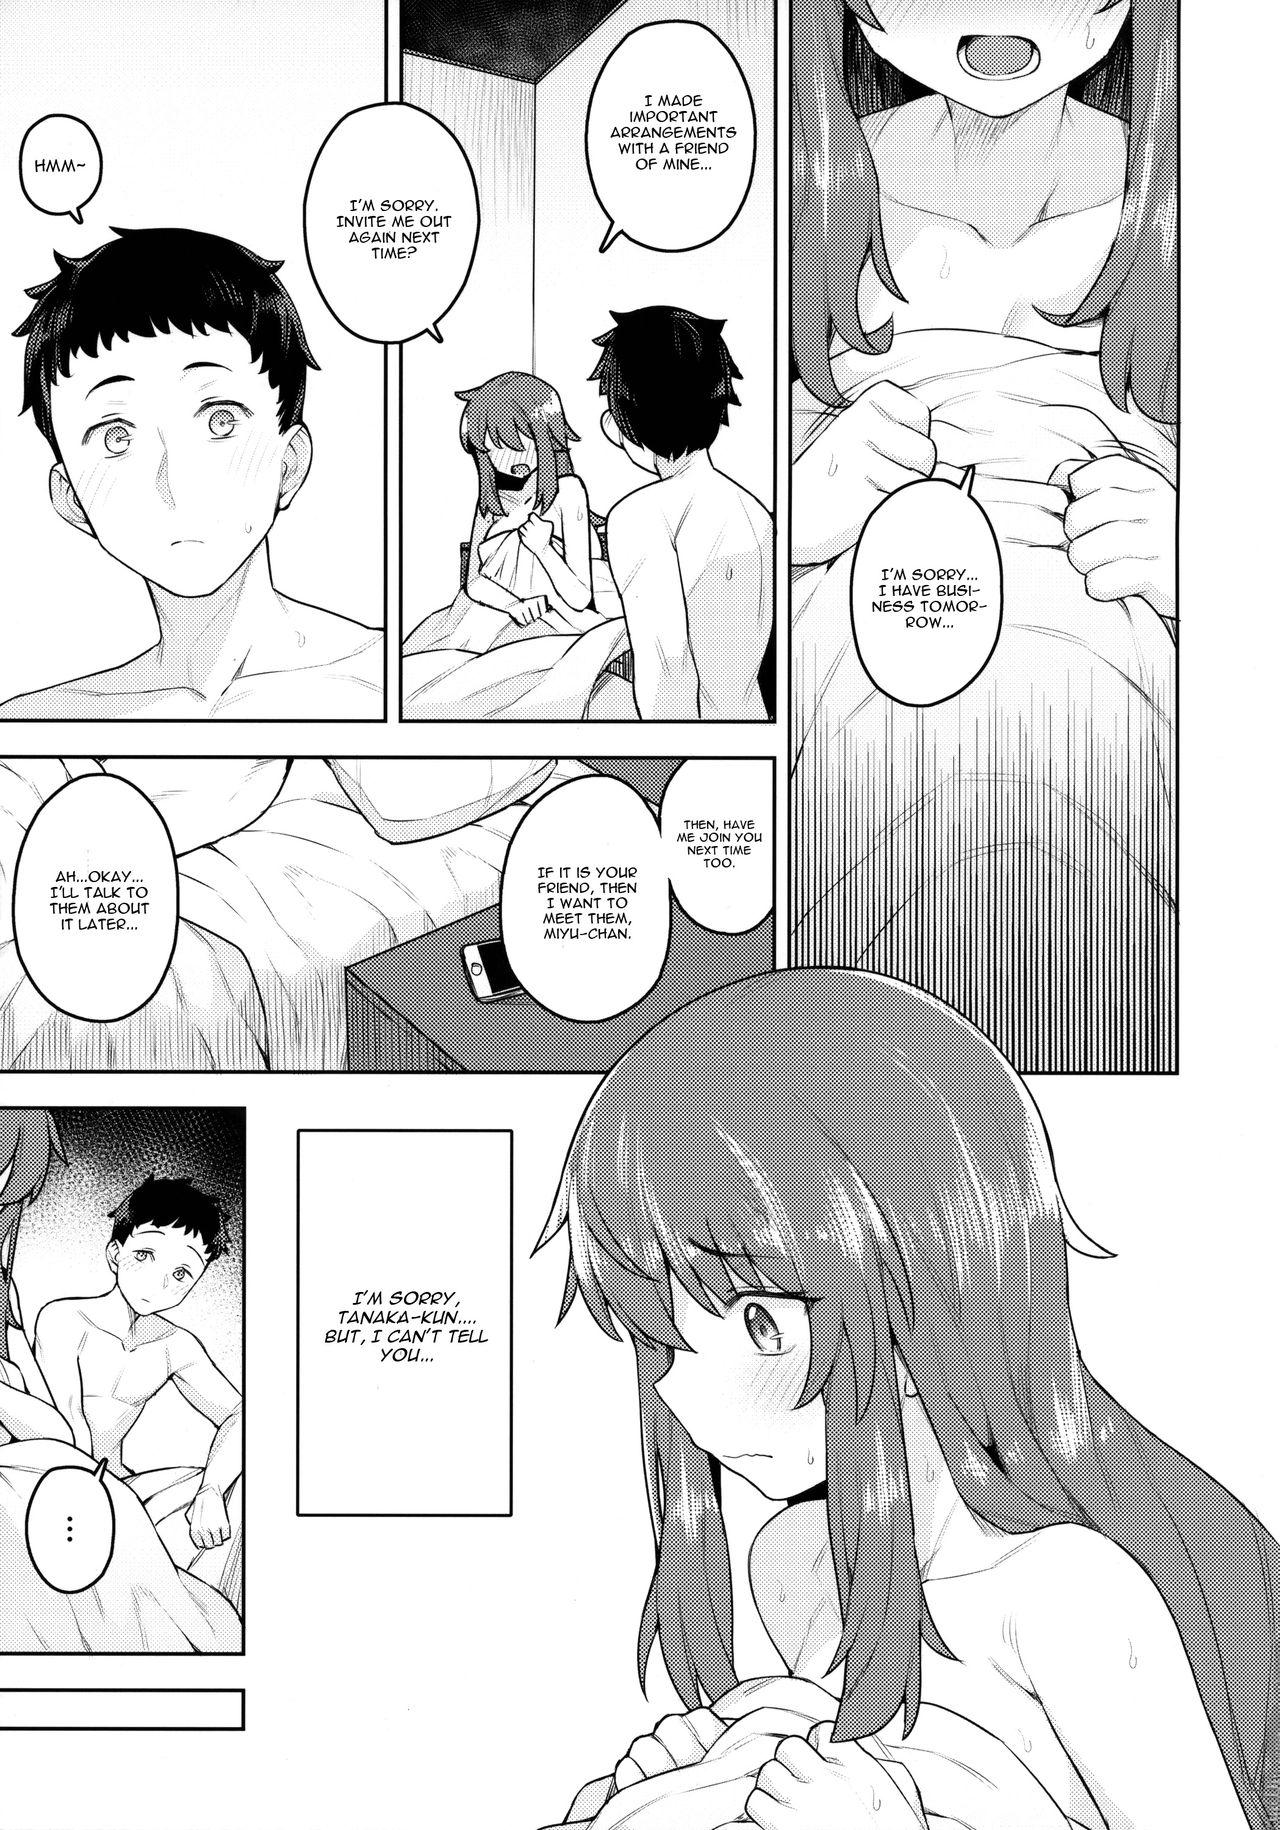 I'M SORRY...
I HAVE BUSI-
NESS TOMOR-
ROW...
I MADE
IMPORTANT
ARRANGEMENTS
WITH A FRIEND
OF MINE...
I'M SORRY.
INVITE ME OUT
AGAIN NEXT
TIME?
HMM~
THEN, HAVE
ME JOIN YOU
NEXT TIME
TOO.
IF IT IS YOUR
FRIEND, THEN
I WANT TO
MEET THEM,
MIYU-CHAN.
AH...OKAY...
I'LL TALK TO
THEM ABOUT
IT LATER...
I'M SORRY,
TANAKA-KUN....
BUT, I CAN'T TELL
YOU...
...